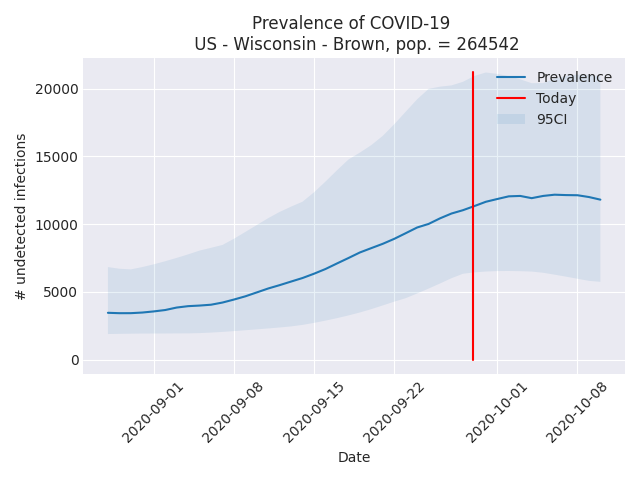 Prevalence of COVID-19
US - Wisconsin - Brown, pop. = 264542
Prevalence
Today
95CI
# undetected infections
20000
15000
10000
5000
0
2020-09-01
2020-09-08
2020-09-15
2020-09-22
2020-10-01
2020-10-08
Date